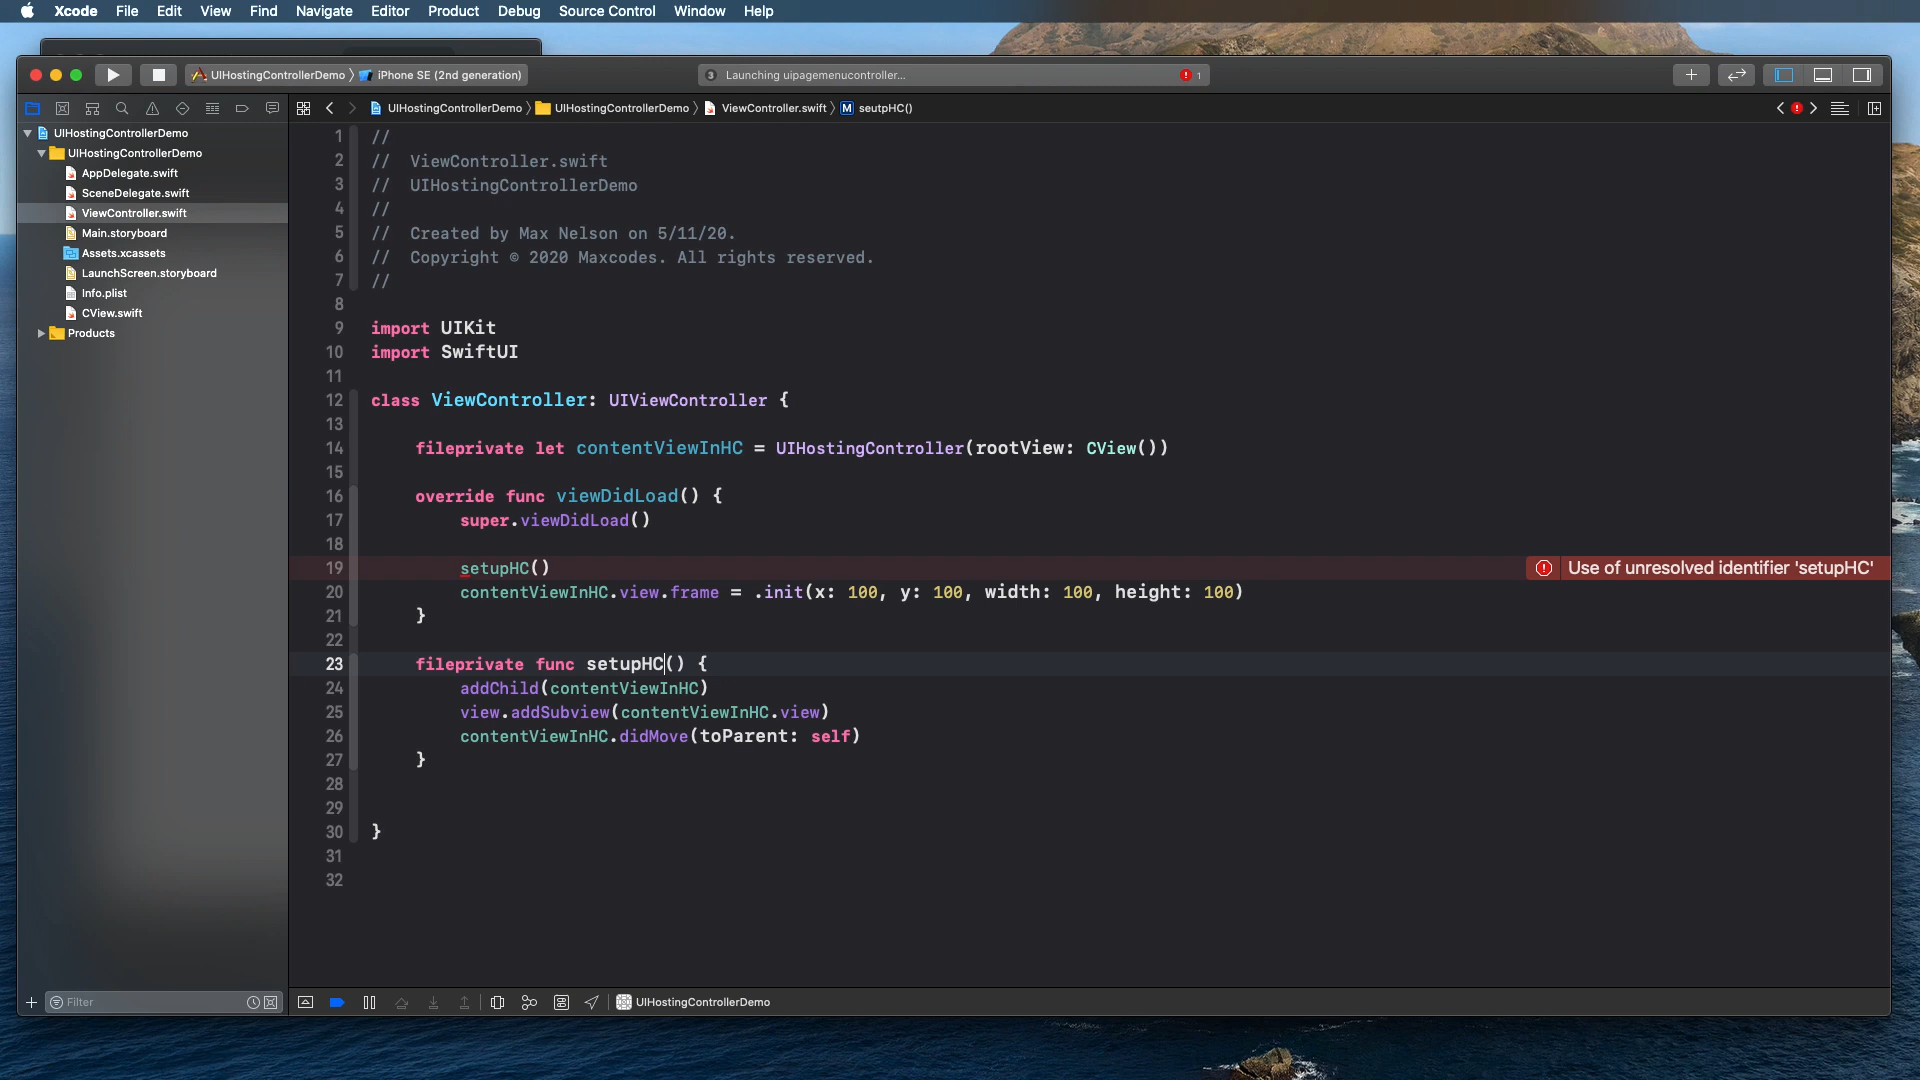 Xcode File Edit View Find Navigate Editor Product Debug Source Control Window Help
UIHostingControllerDemo iPhone SE (2nd generation)
3 Launching uipagemenucontroller... 1
UIHostingControllerDemo UIHostingControllerDemo ViewController.swift M seutpHC()
UIHostingControllerDemo
UIHostingControllerDemo
AppDelegate.swift
SceneDelegate.swift
ViewController.swift
Main.storyboard
Assets.xcassets
LaunchScreen.storyboard
Info.plist
CView.swift
Products
1 //
2 // ViewController.swift
3 // UIHostingControllerDemo
4 //
5 // Created by Max Nelson on 5/11/20.
6 // Copyright © 2020 Maxcodes. All rights reserved.
7 //
8
9 import UIKit
10 import SwiftUI
11
12 class ViewController: UIViewController {
13
14 fileprivate let contentViewInHC = UIHostingController(rootView: CView())
15
16 override func viewDidLoad() {
17 super.viewDidLoad()
18
19 setupHC() Use of unresolved identifier 'setupHC'
20 contentViewInHC.view.frame = .init(x: 100, y: 100, width: 100, height: 100)
21 }
22
23 fileprivate func setupHC() {
24 addChild(contentViewInHC)
25 view.addSubview(contentViewInHC.view)
26 contentViewInHC.didMove(toParent: self)
27 }
28
29
30 }
31
32
Filter
UIHostingControllerDemo